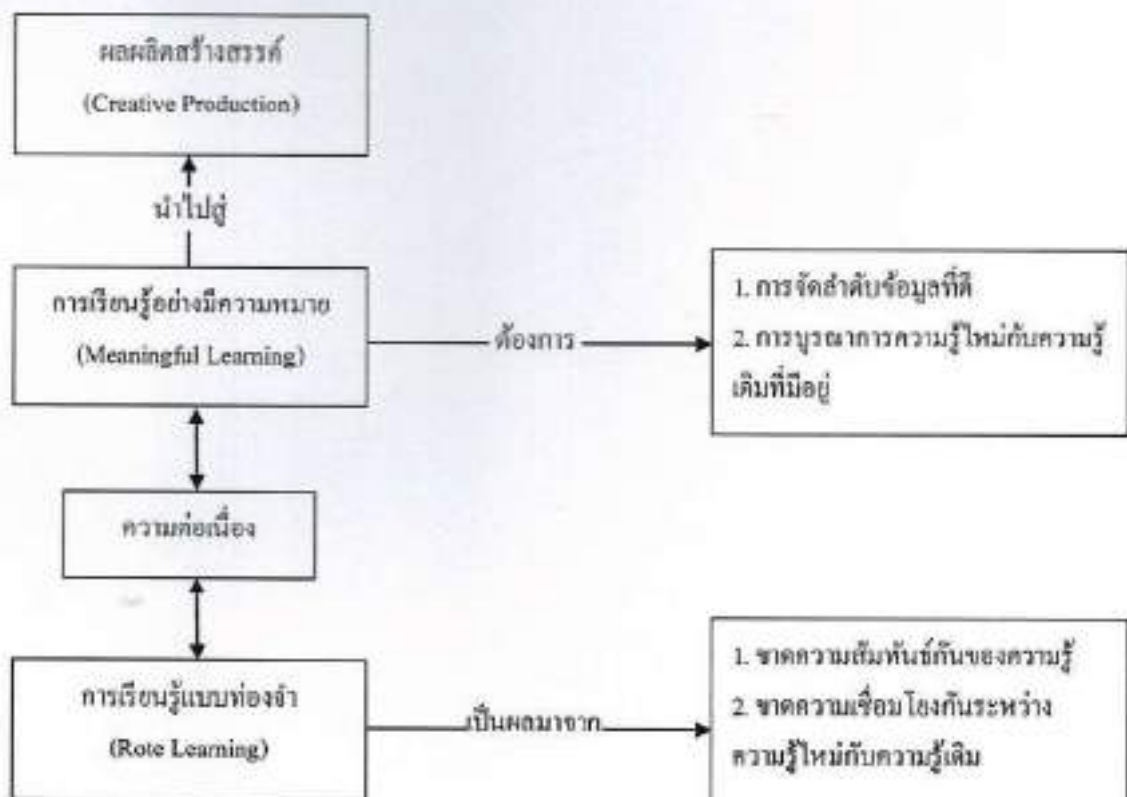 ผลผลิตสร้างสรรค์
(Creative Production)
นำไปสู่
การเรียนรู้อย่างมีความหมาย
(Meaningful Learning)
ต้องการ
1. การจัดลำดับข้อมูลที่ดี
2. การบูรณาการความรู้ใหม่กับความรู้
เดิมที่มีอยู่
ความต่อเนื่อง
การเรียนรู้แบบท่องจำ
(Rote Learning)
เป็นผลมาจาก
1. ขาดความสัมพันธ์กันของความรู้
2. ขาดความเชื่อมโยงกันระหว่าง
ความรู้ใหม่กับความรู้เดิม